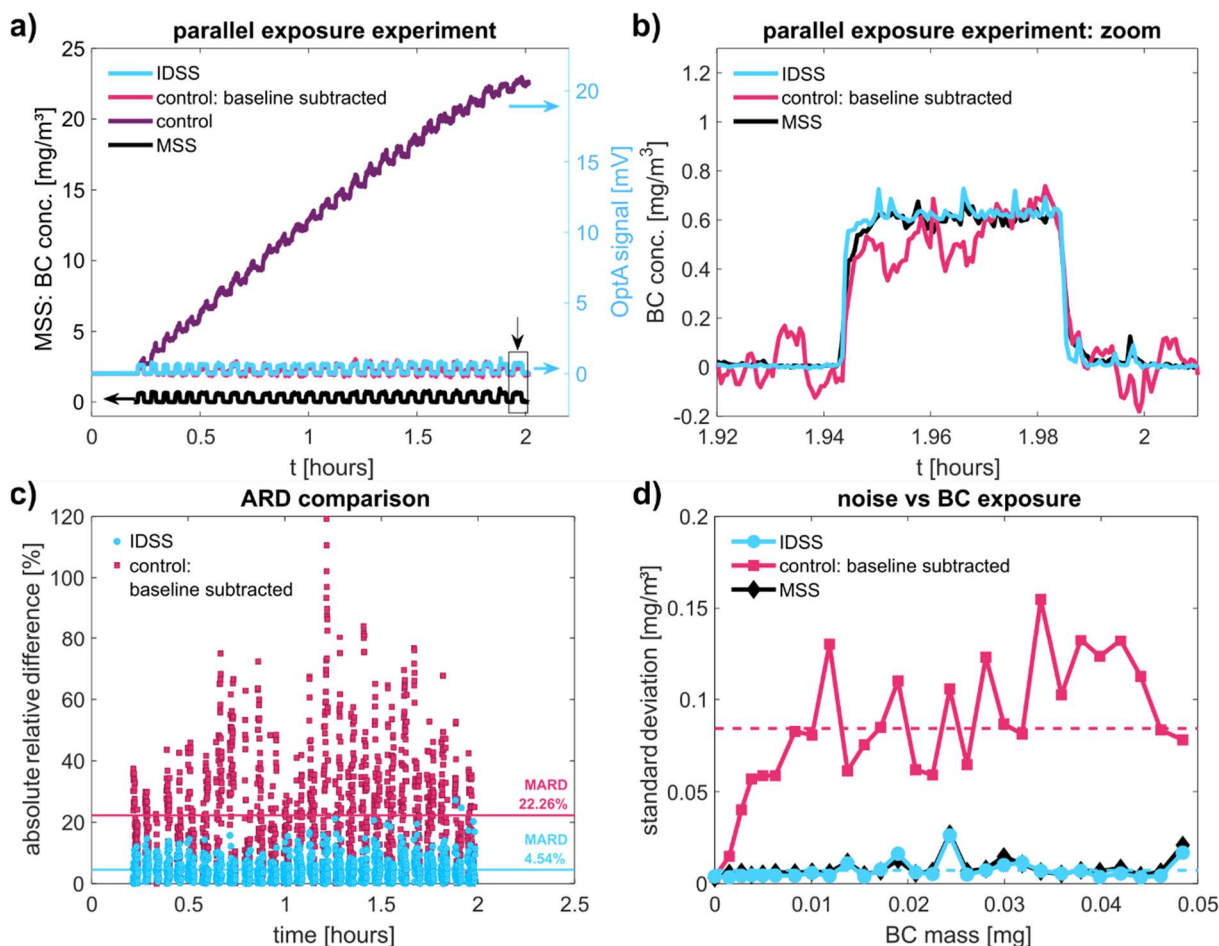 a)
parallel exposure experiment
IDSS
control: baseline subtracted
control
MSS
MSS: BC conc. [mg/m³]
25
20
15
10
5
0
20
15
10
5
0
OptA signal [mV]
0
0.5
1
1.5
2
t [hours]
b)
parallel exposure experiment: zoom
IDSS
control: baseline subtracted
MSS
BC conc. [mg/m³]
1.2
1
0.8
0.6
0.4
0.2
0
-0.2
1.92
1.94
1.96
1.98
2
t [hours]
c)
ARD comparison
IDSS
control:
baseline subtracted
absolute relative difference [%]
120
100
80
60
40
20
0
MARD
22.26%
MARD
4.54%
0
0.5
1
1.5
2
2.5
time [hours]
d)
noise vs BC exposure
IDSS
control: baseline subtracted
MSS
standard deviation [mg/m³]
0.2
0.15
0.1
0.05
0
0
0.01
0.02
0.03
0.04
0.05
BC mass [mg]